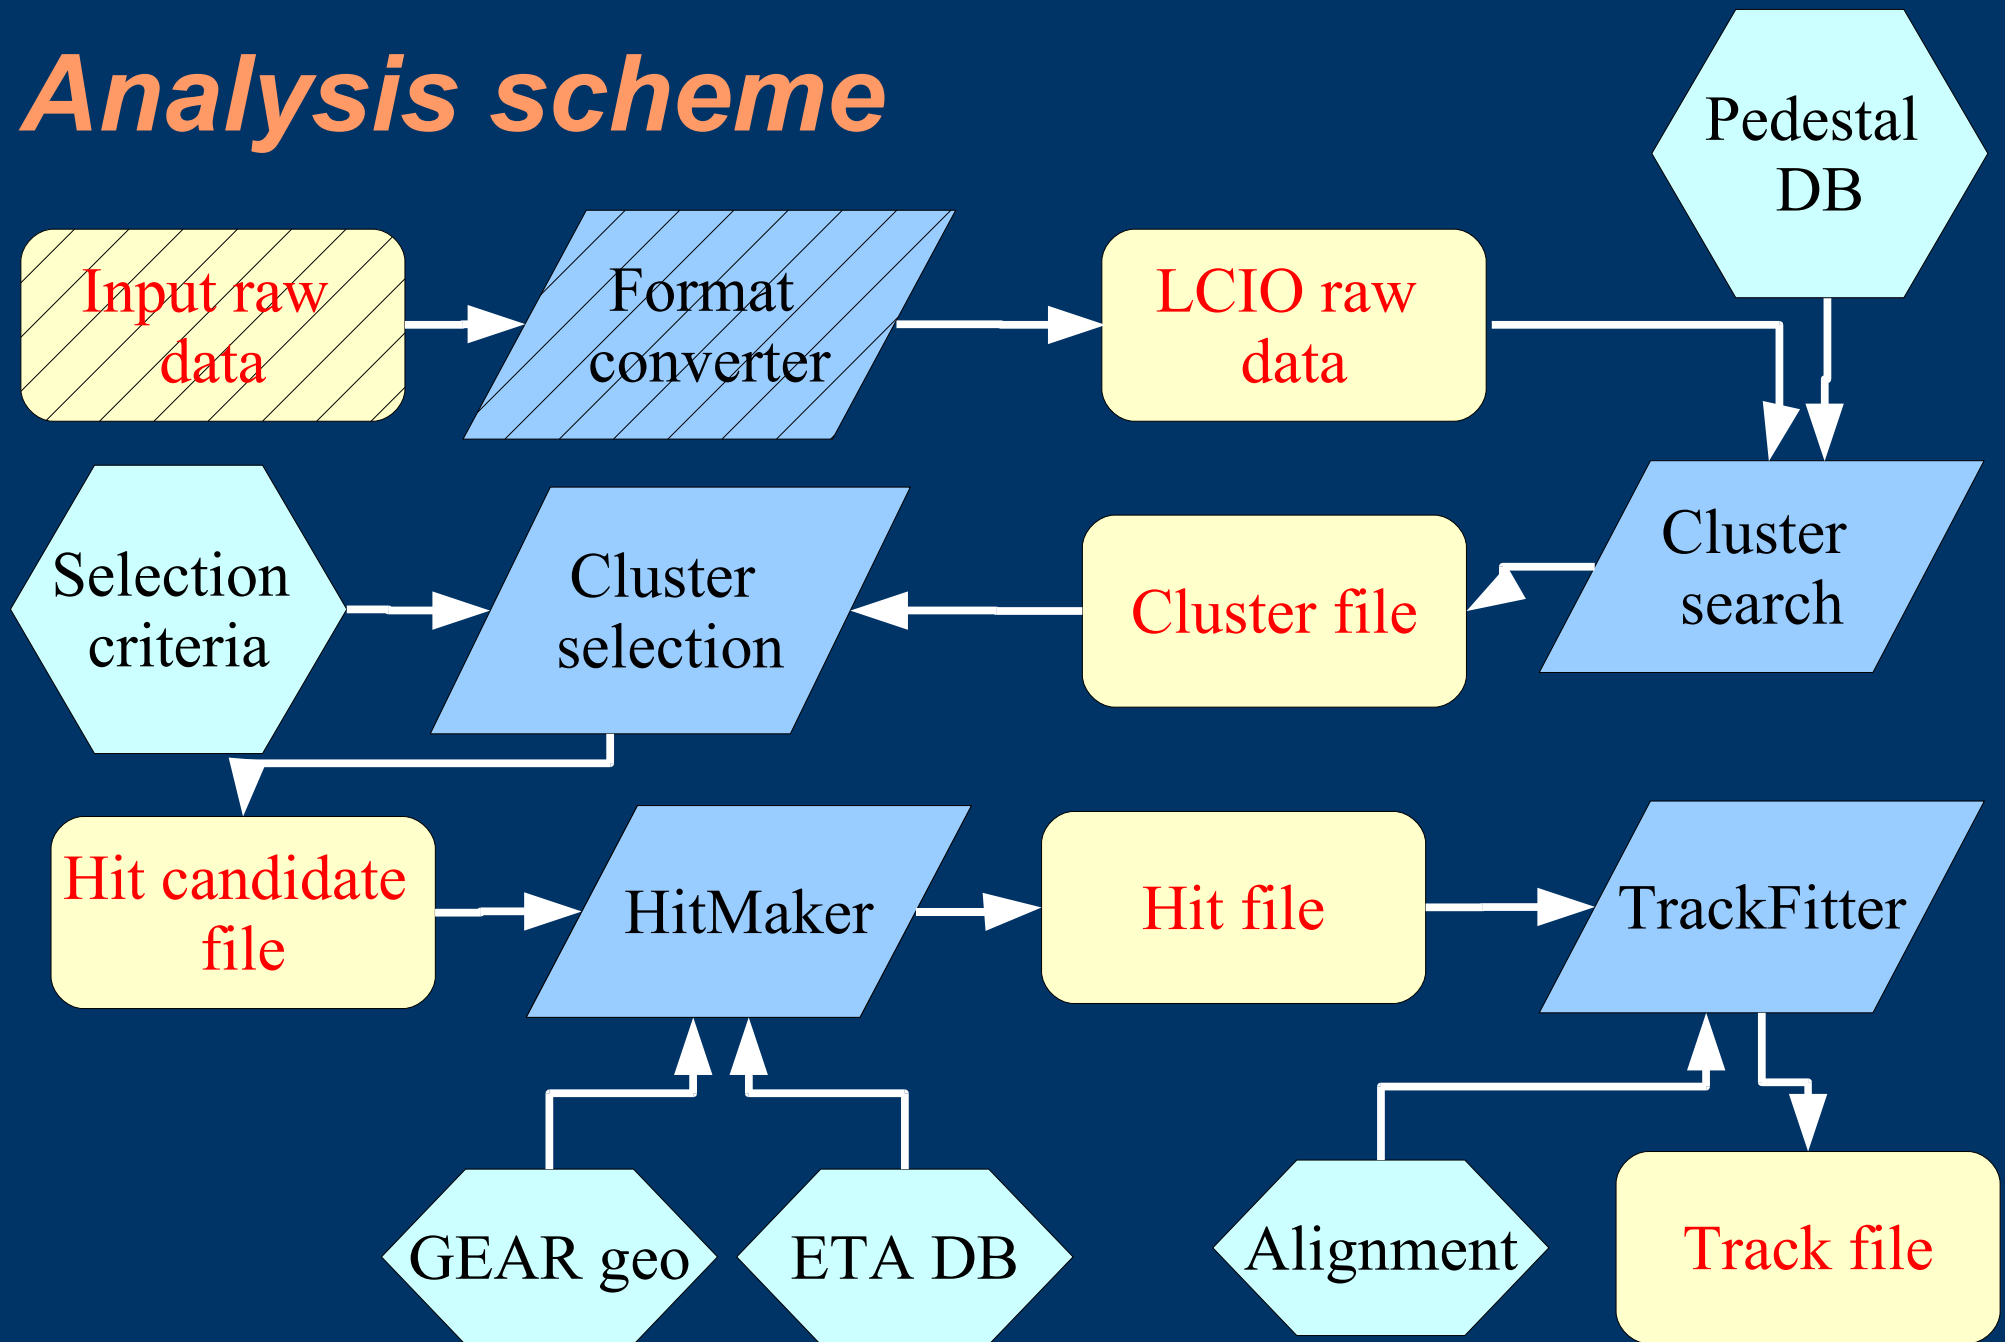 Analysis scheme
Pedestal
DB
Input raw
data
Format
converter
LCIO raw
data
Selection
criteria
Cluster
selection
Cluster file
Cluster
search
Hit candidate
file
HitMaker
Hit file
TrackFitter
GEAR geo
ETA DB
Alignment
Track file